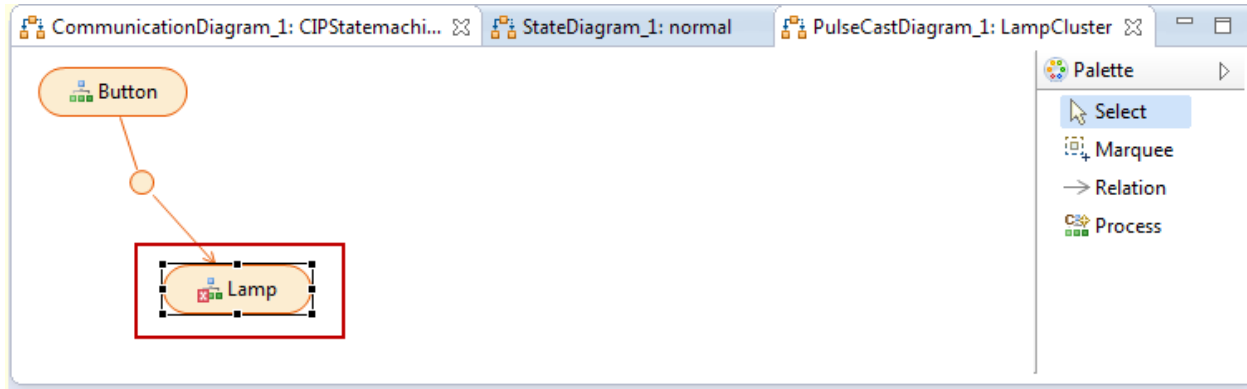 CommunicationDiagram_1: CIPStatemachi...
StateDiagram_1: normal
PulseCastDiagram_1: LampCluster
Button
Lamp
Palette
Select
Marquee
Relation
Process